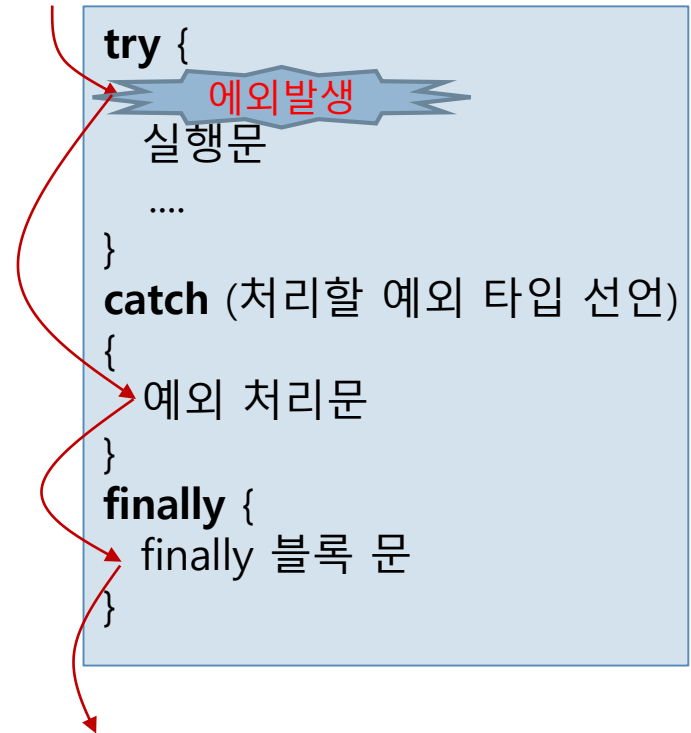 try {
에외발생
실행문
....
}
catch (처리할 예외 타입 선언)
{
예외 처리문
}
finally {
finally 블록 문
}